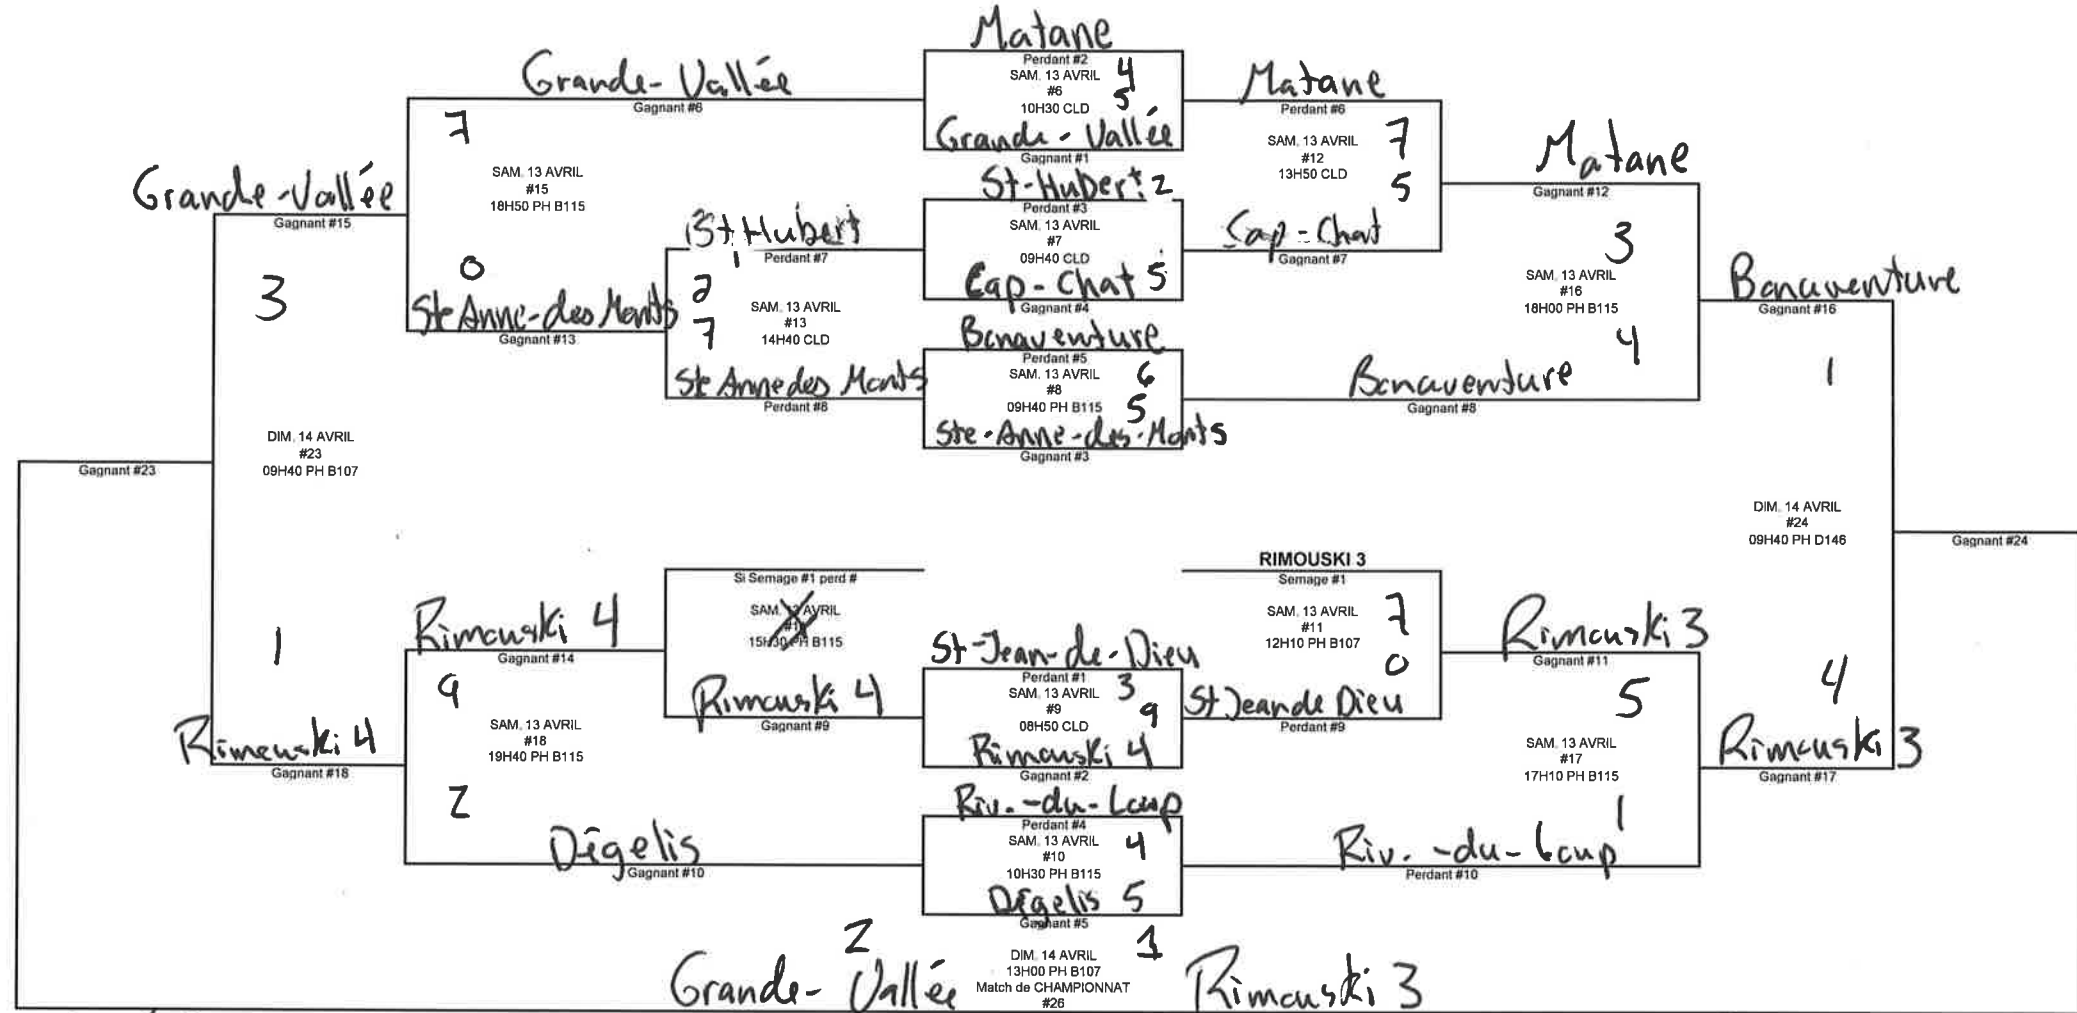 Matane
Perdant #2
SAM. 13 AVRIL 4
#6
10H30 CLD 5
Grande-Vallée
Gagnant #1
Grande-Vallée
Gagnant #6
Matane
Perdant #6
7
SAM. 13 AVRIL
#15
18H50 PH B115
0
SAM. 13 AVRIL 7
#12
13H50 CLD 5
Matane
Gagnant #12
Grande-Vallée
Gagnant #15
St-Hubert 2
Perdant #3
SAM. 13 AVRIL
#7
09H40 CLD
Cap-Chat 5
Gagnant #4
St-Hubert
Perdant #7
Cap-Chat
Gagnant #7
2
SAM. 13 AVRIL
#13
7
14H40 CLD
Ste Anne-des Monts
Gagnant #13
Ste Anne des Monts
Perdant #8
Bonaventure
Perdant #5
SAM. 13 AVRIL 6
#8
09H40 PH B115 5
Ste-Anne-des-Monts
Gagnant #3
Bonaventure
Gagnant #8
3
SAM. 13 AVRIL
#16
18H00 PH B115
4
Bonaventure
Gagnant #16
3
DIM. 14 AVRIL
#23
09H40 PH B107
1
Gagnant #23
1
DIM. 14 AVRIL
#24
09H40 PH D146
4
Gagnant #24
Si Semage #1 perd #
SAM. 13 AVRIL
15H30 PH B115
Rimouski 4
Gagnant #9
Rimouski 4
Gagnant #14
RIMOUSKI 3
Semage #1
SAM. 13 AVRIL 7
#11
12H10 PH B107
0
St Jean de Dieu
Perdant #9
Rimouski 3
Gagnant #11
St-Jean-de-Dieu
Perdant #1
SAM. 13 AVRIL 3
#9
08H50 CLD 9
Rimouski 4
Gagnant #2
9
SAM. 13 AVRIL
#18
19H40 PH B115
2
Rimouski 4
Gagnant #18
5
SAM. 13 AVRIL
#17
17H10 PH B115
1
Rimouski 3
Gagnant #17
Riv.-du-Loup
Perdant #4
SAM. 13 AVRIL 4
#10
10H30 PH B115
Dégelis 5
Gagnant #5
Dégelis
Gagnant #10
Riv.-du-Loup
Perdant #10
2
DIM. 14 AVRIL 1
13H00 PH B107
Grande-Vallée Match de CHAMPIONNAT Rimouski 3
#26